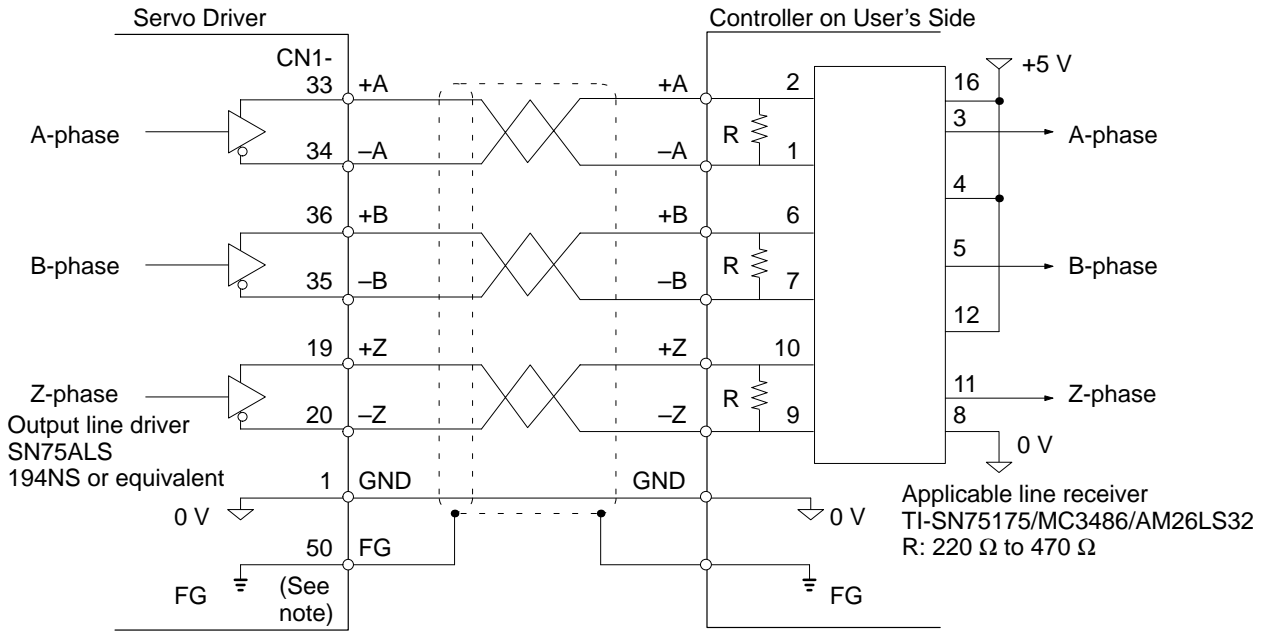 Servo Driver
Controller on User's Side
CN1-
33 +A
+A 2
16
+5 V
A-phase
R
3
A-phase
34 –A
–A 1
4
36 +B
+B 6
B-phase
R
5
B-phase
35 –B
–B 7
12
19 +Z
+Z 10
Z-phase
R
11
Z-phase
20 –Z
–Z 9
8
0 V
Output line driver
SN75ALS
194NS or equivalent
1 GND
GND
0 V
0 V
Applicable line receiver
TI-SN75175/MC3486/AM26LS32
R: 220 Ω to 470 Ω
50 FG
FG
(See
note)
FG